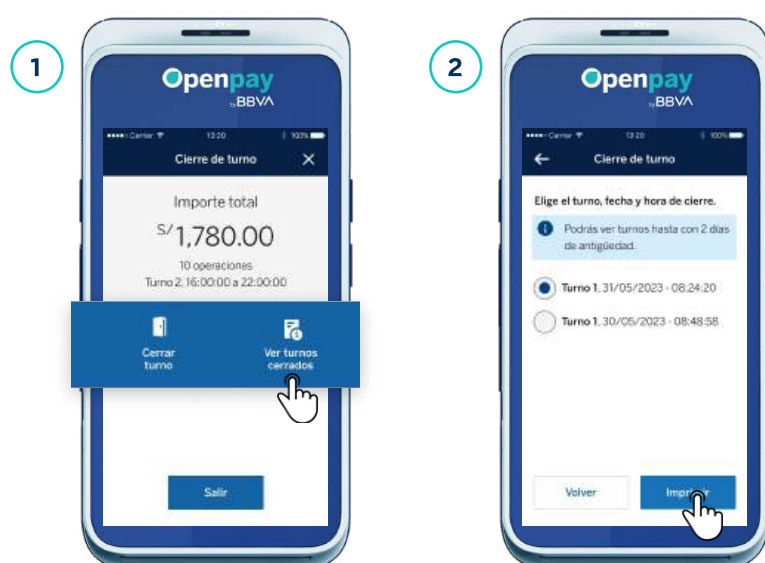 1
Openpay
by BBVA
Carrier 13:20 100%
Cierre de turno
Importe total
S/1,780.00
10 operaciones
Turno 2, 16:00:00 a 22:00:00
Cerrar turno
Ver turnos cerrados
Salir
2
Openpay
by BBVA
Carrier 13:20 100%
Cierre de turno
Elige el turno, fecha y hora de cierre.
Podrás ver turnos hasta con 2 días
de antigüedad.
Turno 1, 31/05/2023 - 08:24:20
Turno 1, 30/05/2023 - 08:48:58
Volver
Imprimir